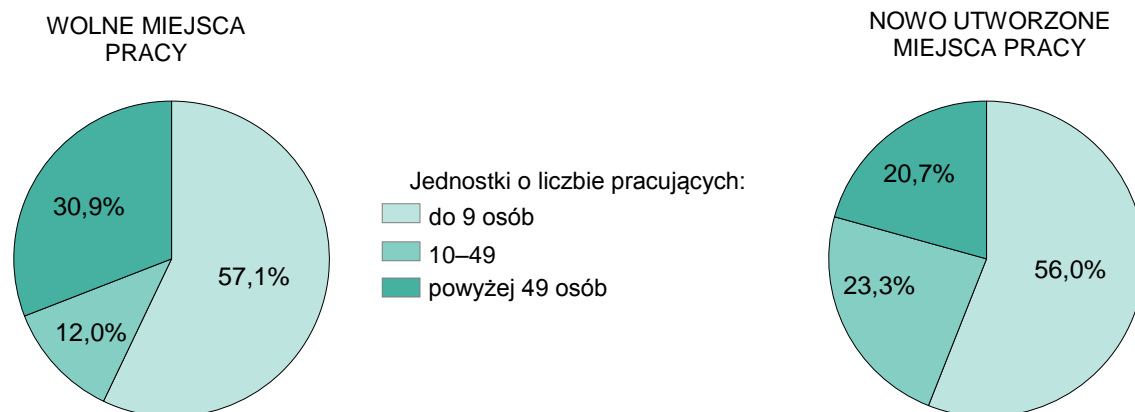 WOLNE MIEJSCA
PRACY
30,9%
57,1%
12,0%
Jednostki o liczbie pracujących:
do 9 osób
10–49
powyżej 49 osób
NOWO UTWORZONE
MIEJSCA PRACY
20,7%
56,0%
23,3%